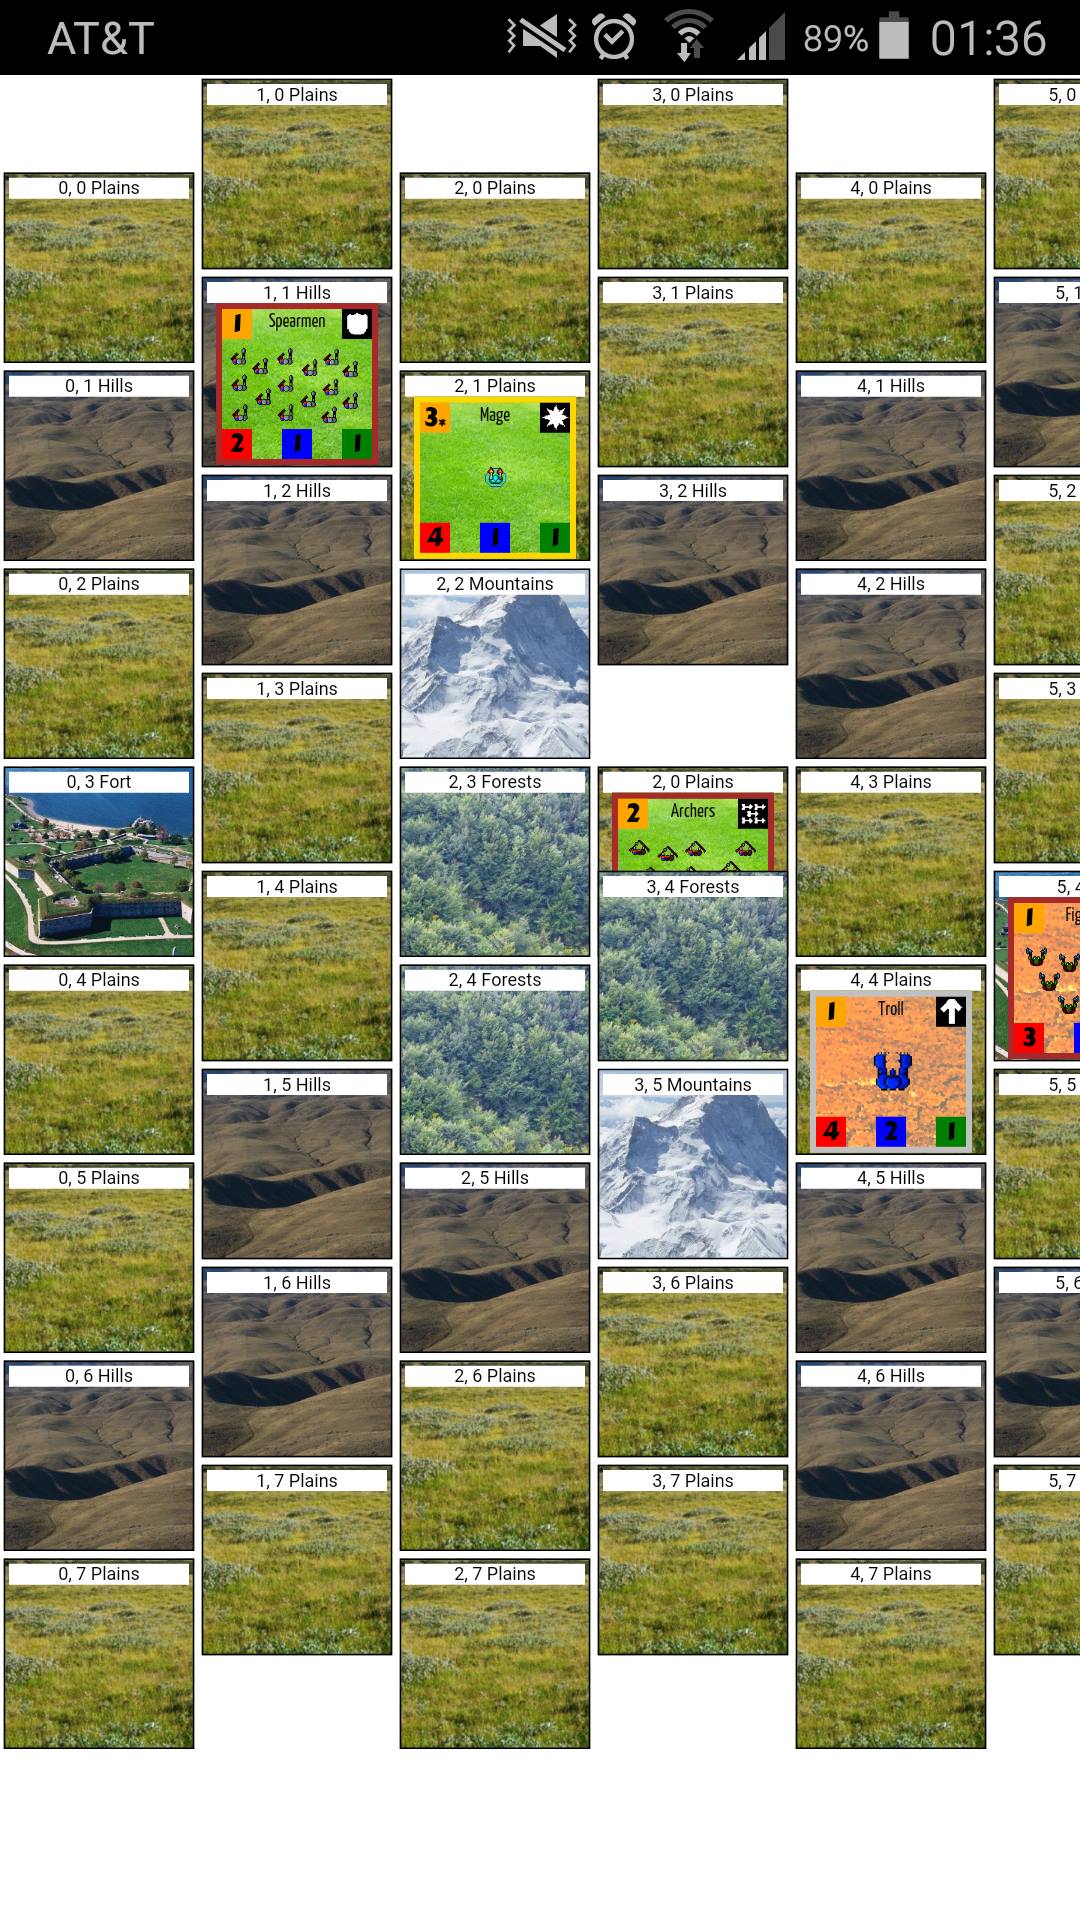 AT&T 89% 01:36
1, 0 Plains
3, 0 Plains
5, 0
0, 0 Plains
2, 0 Plains
4, 0 Plains
1, 1 Hills
3, 1 Plains
5, 1
1 Spearmen
2 1 1
0, 1 Hills
2, 1 Plains
4, 1 Hills
3* Mage
4 1 1
1, 2 Hills
3, 2 Hills
5, 2
0, 2 Plains
2, 2 Mountains
4, 2 Hills
1, 3 Plains
5, 3
0, 3 Fort
2, 3 Forests
2, 0 Plains
4, 3 Plains
2 Archers
1, 4 Plains
3, 4 Forests
5, 4
1 Fig
3
0, 4 Plains
2, 4 Forests
4, 4 Plains
1 Troll
4 2 1
1, 5 Hills
3, 5 Mountains
5, 5
0, 5 Plains
2, 5 Hills
4, 5 Hills
1, 6 Hills
3, 6 Plains
5, 6
0, 6 Hills
2, 6 Plains
4, 6 Hills
1, 7 Plains
3, 7 Plains
5, 7
0, 7 Plains
2, 7 Plains
4, 7 Plains